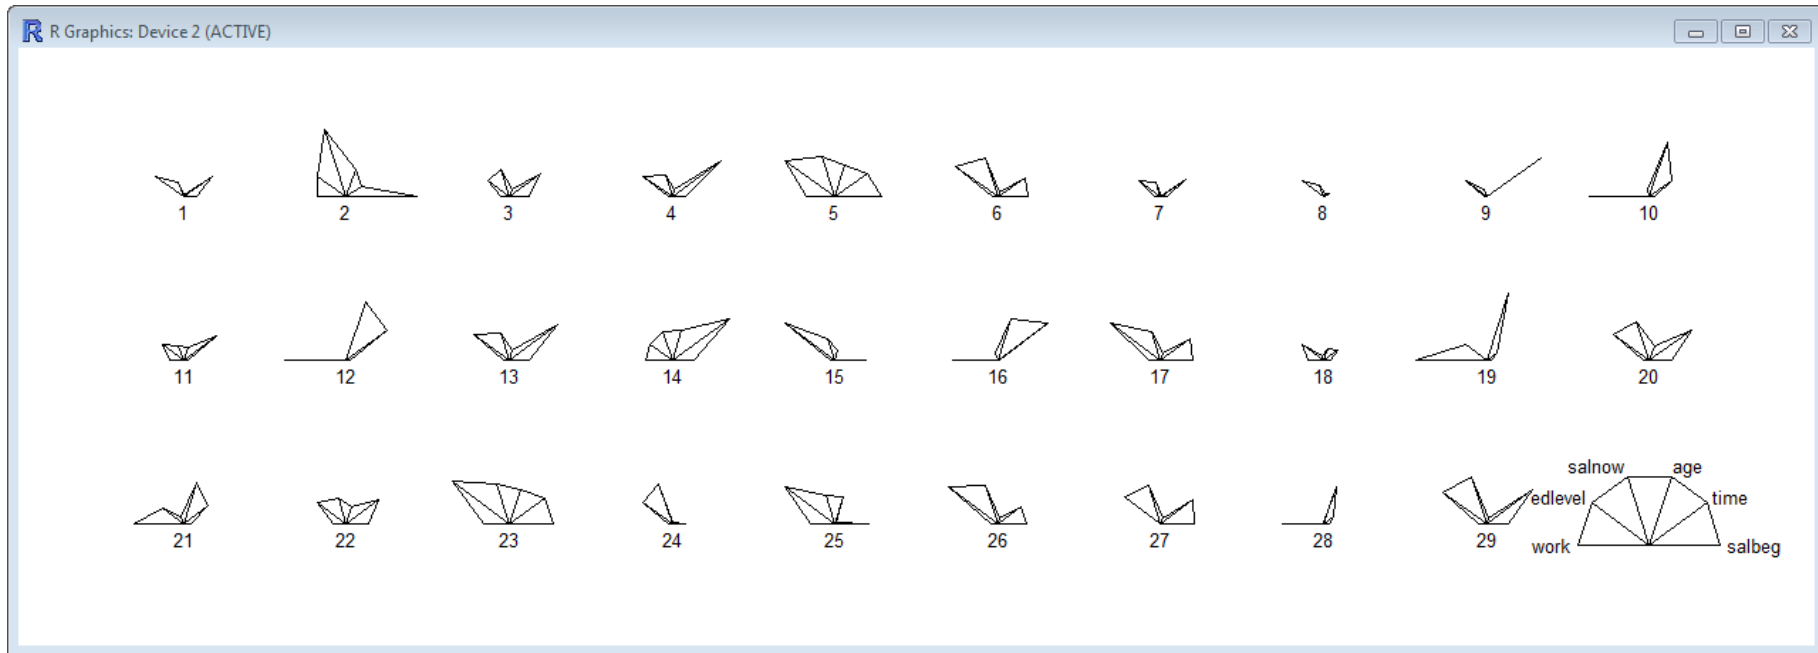 R Graphics: Device 2 (ACTIVE)
1 2 3 4 5 6 7 8 9 10
11 12 13 14 15 16 17 18 19 20
salnow age
edlevel time
21 22 23 24 25 26 27 28 29
work salbeg